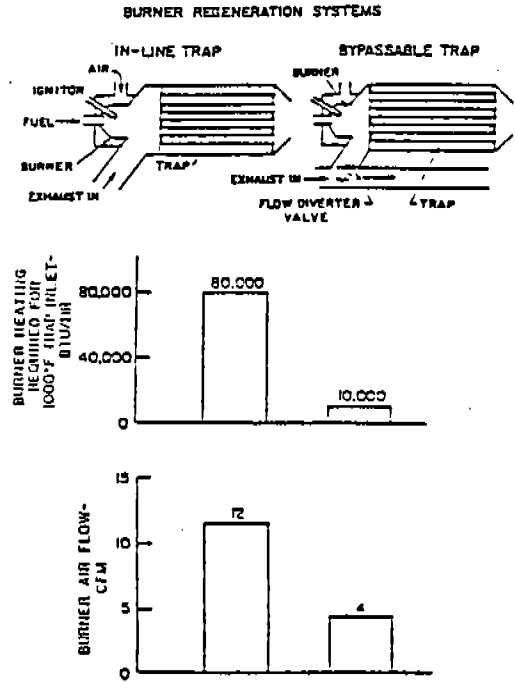 BURNER REGENERATION SYSTEMS
IN-LINE TRAP
BYPASSABLE TRAP
AIR
BURNER
IGNITOR
FUEL
BURNER
TRAP
EXHAUST IN
EXHAUST IN
FLOW DIVERTER
VALVE
TRAP
BURNER HEATING
REQUIRED FOR
1000°F TRAP INLET-
BTU/HR
80,000
40,000
0
80,000
10,000
BURNER AIR FLOW-
CFM
15
10
5
0
12
4